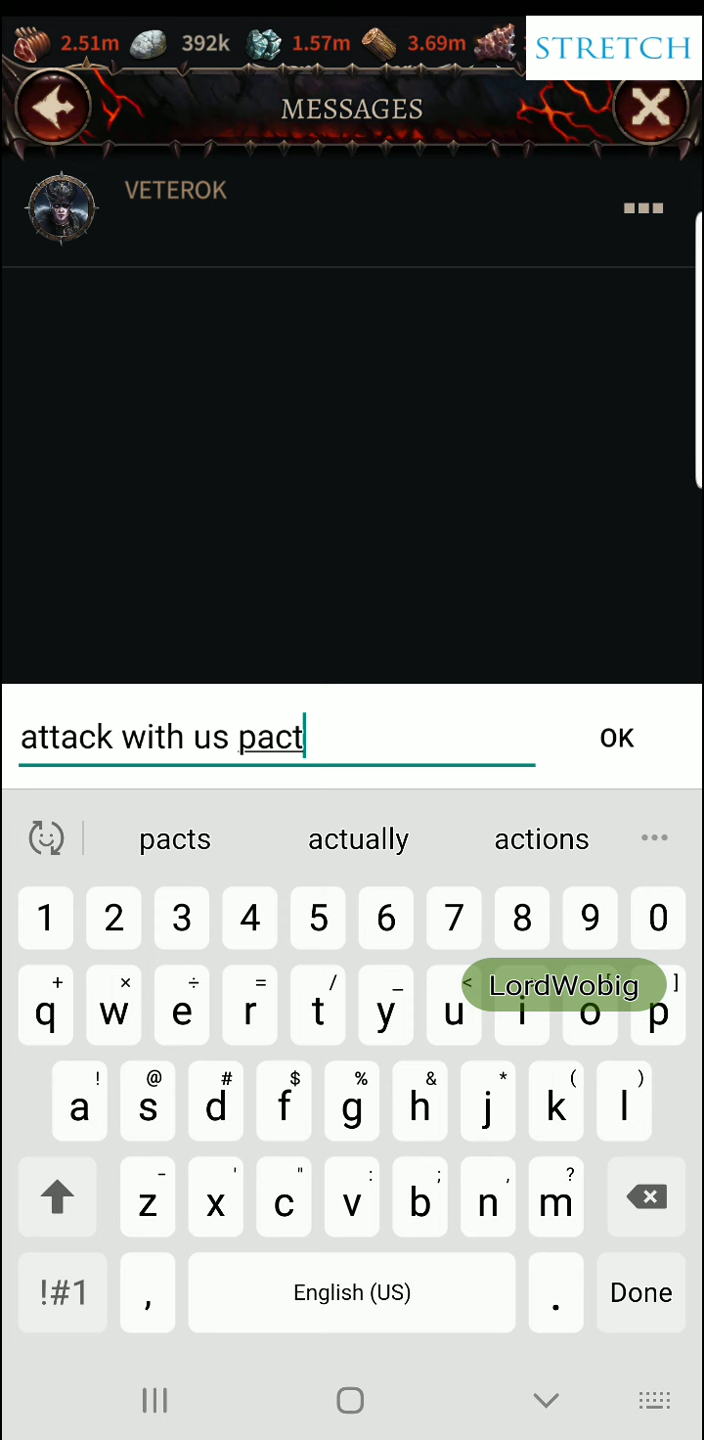 2.51m 392k 1.57m 3.69m
STRETCH
MESSAGES
VETEROK
attack with us pact
OK
pacts actually actions
1 2 3 4 5 6 7 8 9 0
+ × ÷ = / _ < [ ]
q w e r t y u i o p
LordWobig
! @ # $ % & * ( )
a s d f g h j k l
- ' " : ; , ?
z x c v b n m
!#1 , English (US) . Done